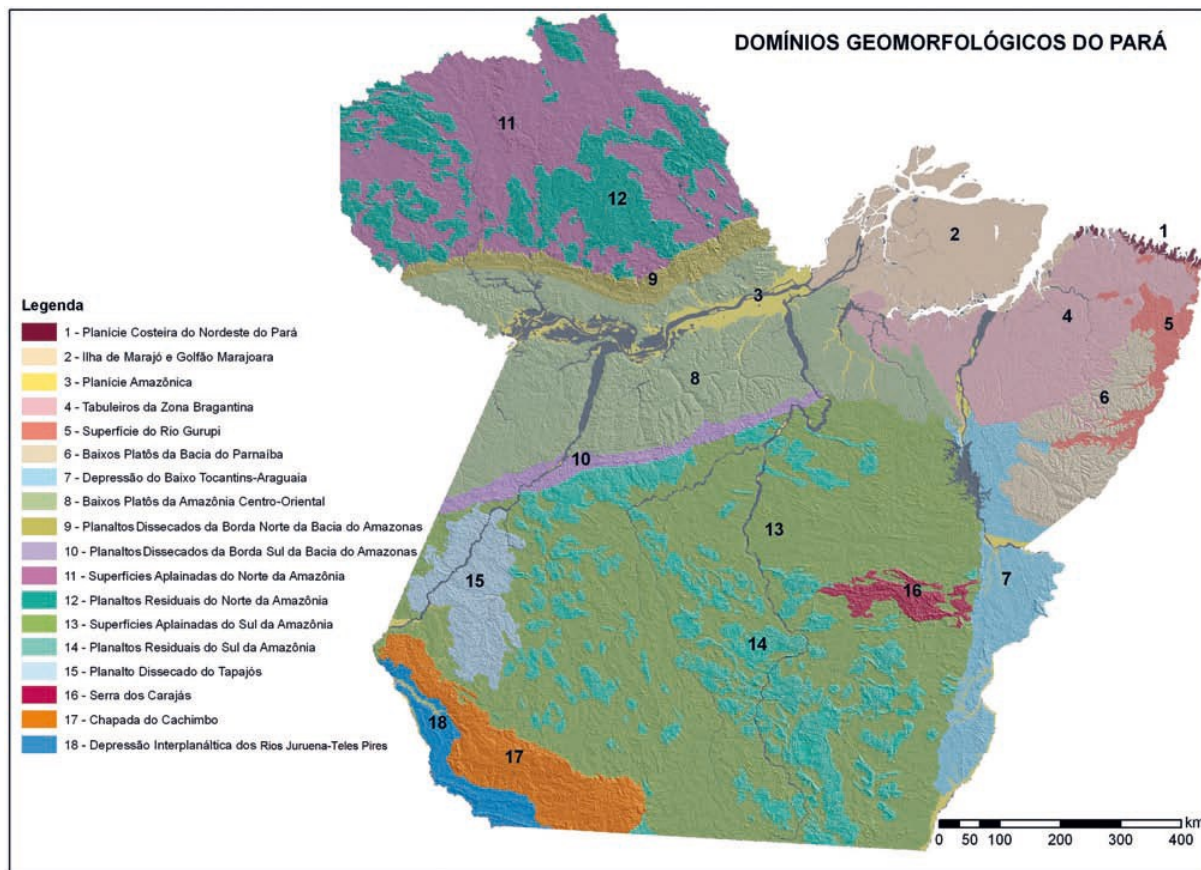 DOMÍNIOS GEOMORFOLÓGICOS DO PARÁ
11
12
2
1
9
3
4
5
8
6
10
13
7
15
16
14
18
17
Legenda
1 - Planície Costeira do Nordeste do Pará
2 - Ilha de Marajó e Golfão Marajoara
3 - Planície Amazônica
4 - Tabuleiros da Zona Bragantina
5 - Superfície do Rio Gurupi
6 - Baixos Platôs da Bacia do Parnaíba
7 - Depressão do Baixo Tocantins-Araguaia
8 - Baixos Platôs da Amazônia Centro-Oriental
9 - Planaltos Dissecados da Borda Norte da Bacia do Amazonas
10 - Planaltos Dissecados da Borda Sul da Bacia do Amazonas
11 - Superfícies Aplainadas do Norte da Amazônia
12 - Planaltos Residuais do Norte da Amazônia
13 - Superfícies Aplainadas do Sul da Amazônia
14 - Planaltos Residuais do Sul da Amazônia
15 - Planalto Dissecado do Tapajós
16 - Serra dos Carajás
17 - Chapada do Cachimbo
18 - Depressão Interplanáltica dos Rios Juruena-Teles Pires
km
0 50 100 200 300 400